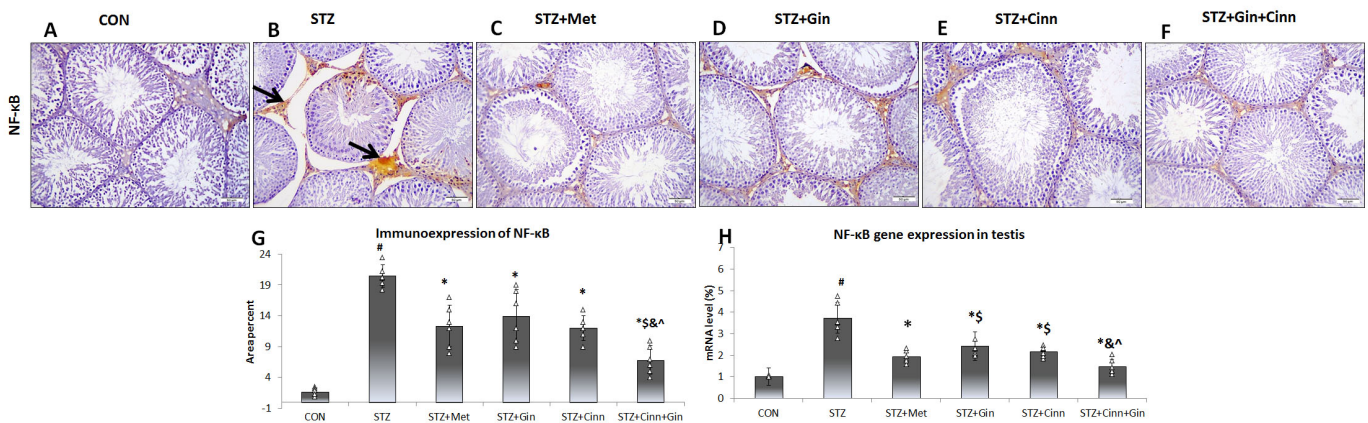 CON STZ STZ+Met STZ+Gin STZ+Cinn STZ+Gin+Cinn
A B C D E F
NF-κB
G Immunoexpression of NF-κB
Area percent
24
19
14
9
4
-1
#
*
*
*
*$&^
CON STZ STZ+Met STZ+Gin STZ+Cinn STZ+Cinn+Gin
H NF-κB gene expression in testis
mRNA level (%)
7
6
5
4
3
2
1
0
#
*
*$
*$
*&^
CON STZ STZ+Met STZ+Gin STZ+Cinn STZ+Cinn+Gin